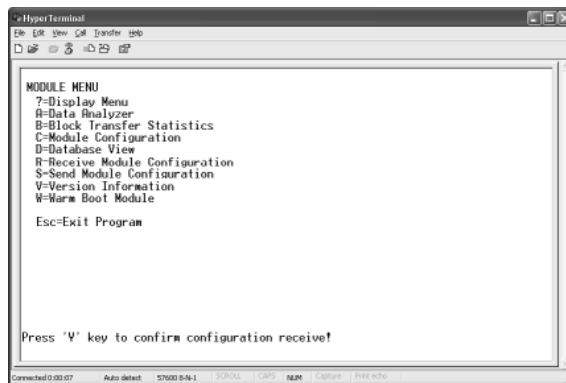 HyperTerminal
File Edit View Call Transfer Help
MODULE MENU
?=Display Menu
A=Data Analyzer
B=Block Transfer Statistics
C=Module Configuration
D=Database View
R=Receive Module Configuration
S=Send Module Configuration
V=Version Information
W=Warm Boot Module
Esc=Exit Program
Press 'Y' key to confirm configuration receive!
Connected 0:00:07 Auto detect 57600 8-N-1 SCROLL CAPS NUM Capture Print echo